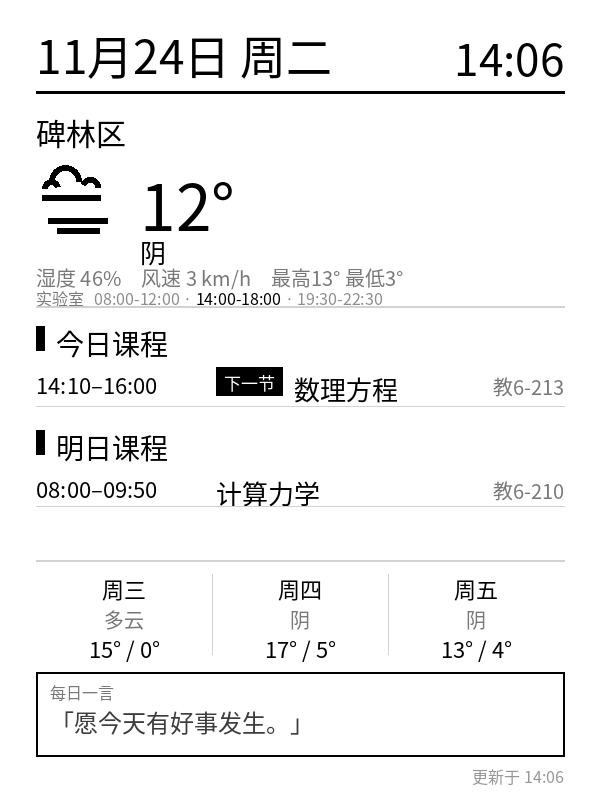 11月24日 周二 14:06
碑林区
12°
阴
湿度 46% 风速 3 km/h 最高13° 最低3°
实验室 08:00-12:00 · 14:00-18:00 · 19:30-22:30
今日课程
14:10–16:00 下一节 数理方程 教6-213
明日课程
08:00–09:50 计算力学 教6-210
周三 周四 周五
多云 阴 阴
15° / 0° 17° / 5° 13° / 4°
每日一言
「愿今天有好事发生。」
更新于 14:06